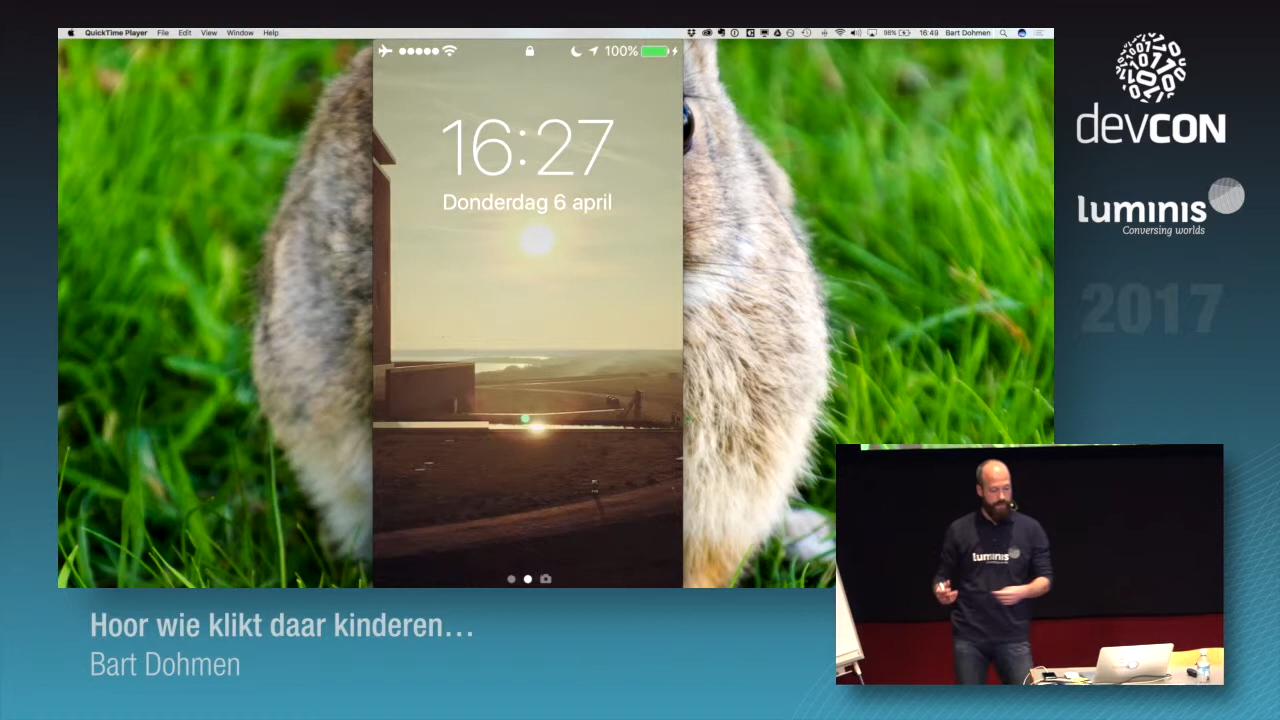 QuickTime Player File Edit View Window Help
98% 16:49 Bart Dohmen
100%
16:27
Donderdag 6 april
devCON
luminis
Conversing worlds
2017
luminis
Hoor wie klikt daar kinderen...
Bart Dohmen